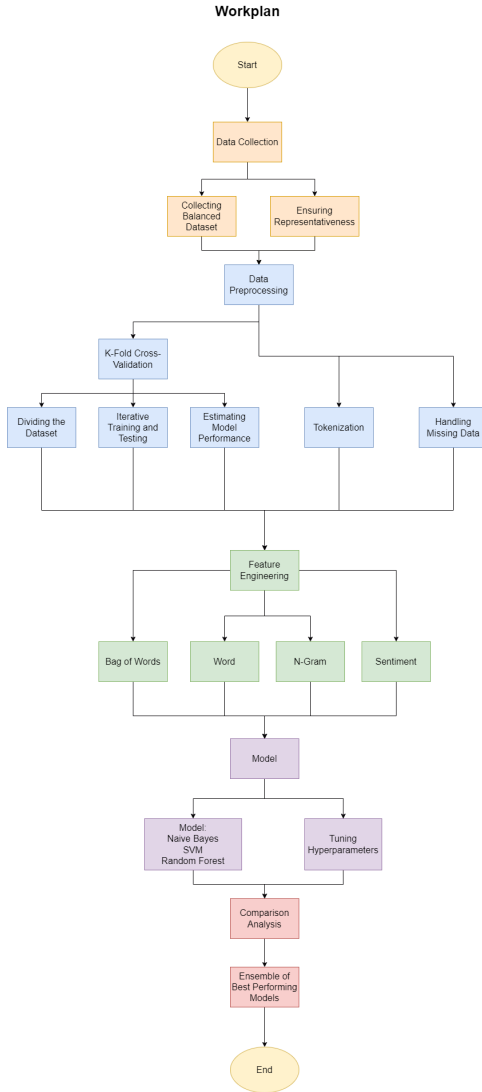 Workplan
Start
Data Collection
Collecting
Balanced
Dataset
Ensuring
Representativeness
Data
Preprocessing
K-Fold Cross-
Validation
Dividing the
Dataset
Iterative
Training and
Testing
Estimating
Model
Performance
Tokenization
Handling
Missing Data
Feature
Engineering
Bag of Words
Word
N-Gram
Sentiment
Model
Model:
Naive Bayes
SVM
Random Forest
Tuning
Hyperparameters
Comparison
Analysis
Ensemble of
Best Performing
Models
End